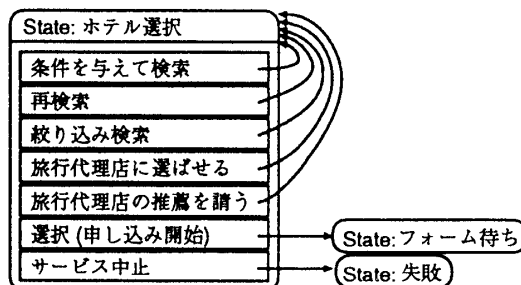 State: ホテル選択
条件を与えて検索
再検索
絞り込み検索
旅行代理店に選ばせる
旅行代理店の推薦を請う
選択 (申し込み開始)
State: フォーム待ち
サービス中止
State: 失敗